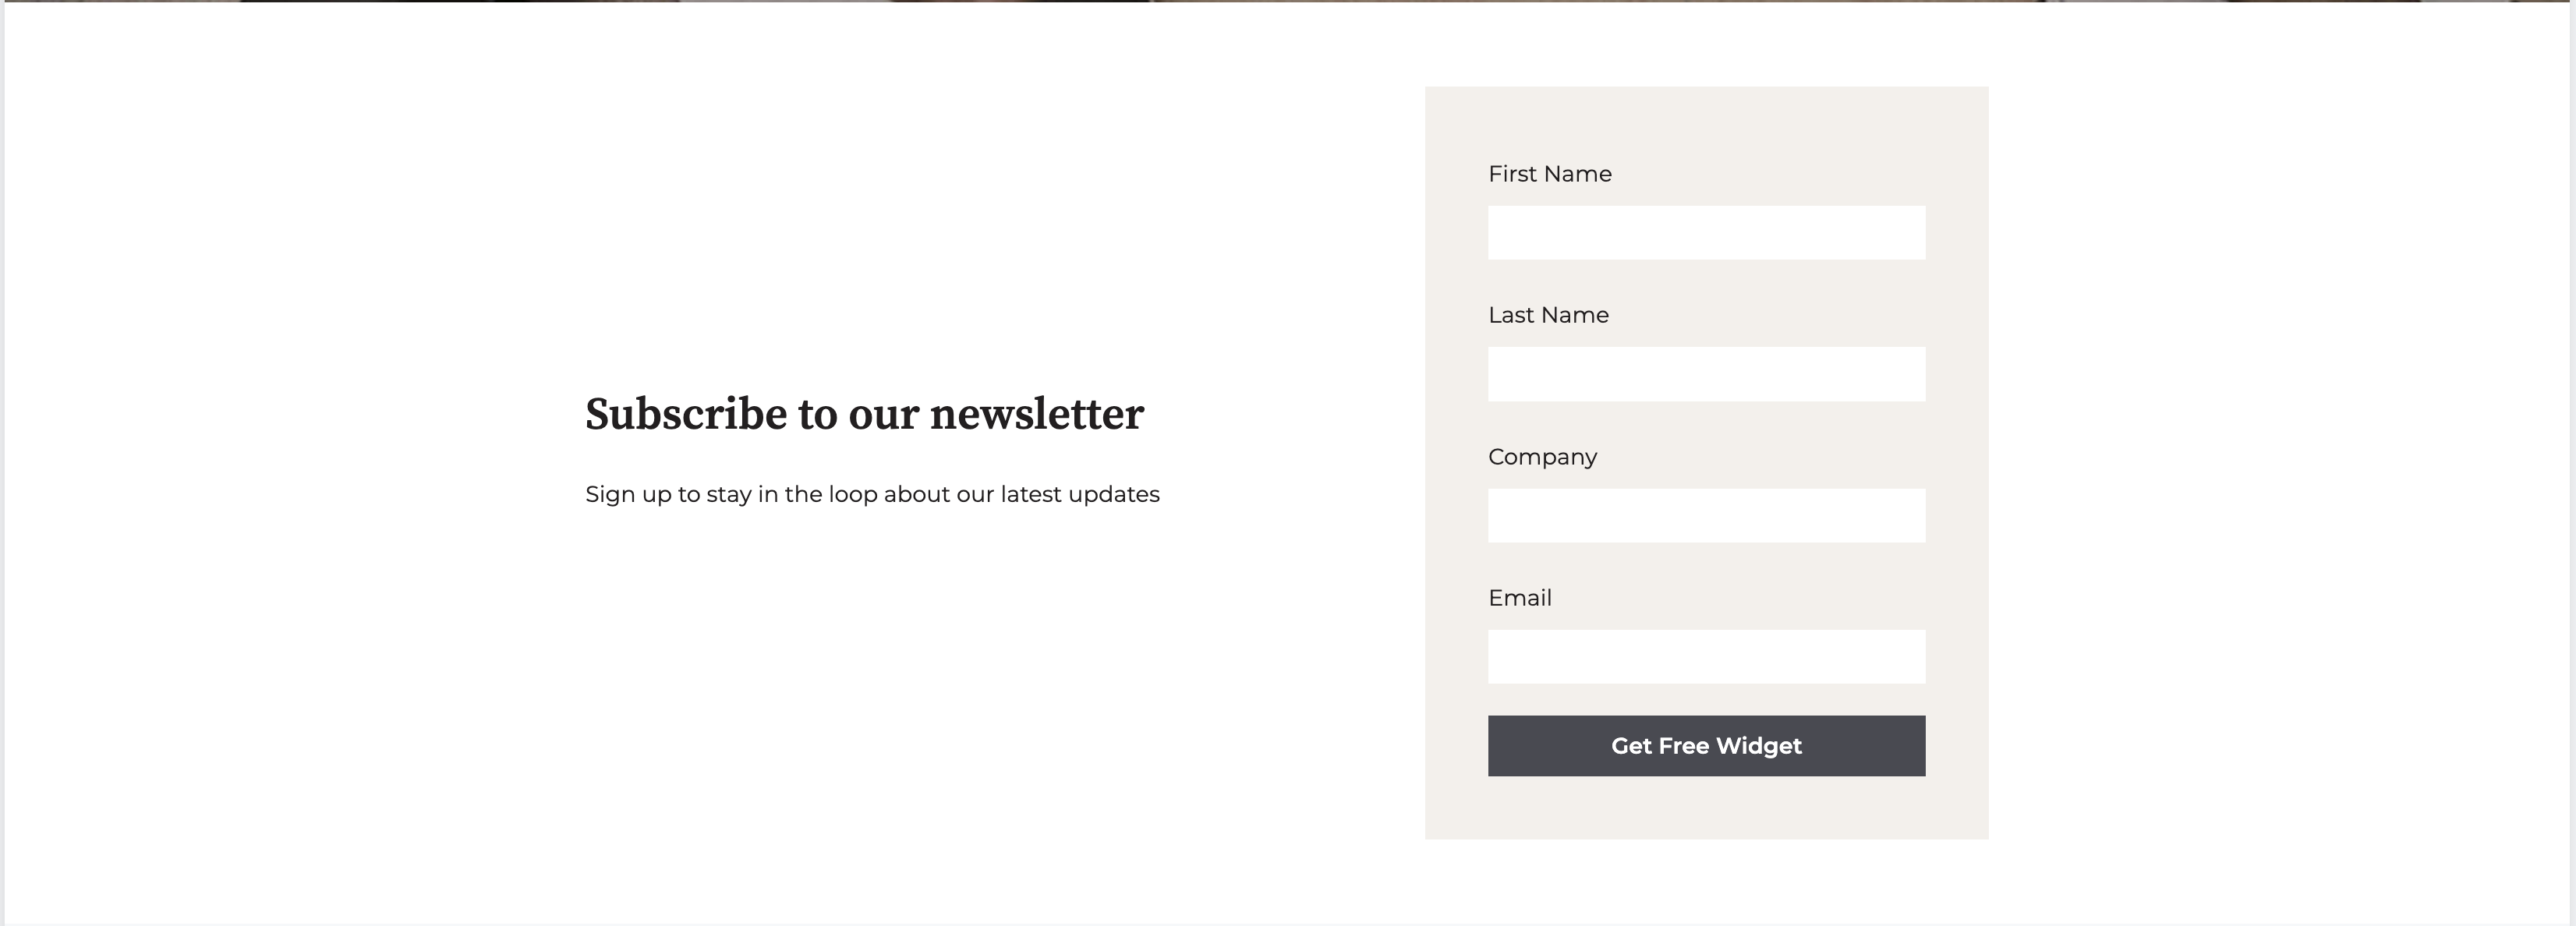 Subscribe to our newsletter
Sign up to stay in the loop about our latest updates
First Name
Last Name
Company
Email
Get Free Widget